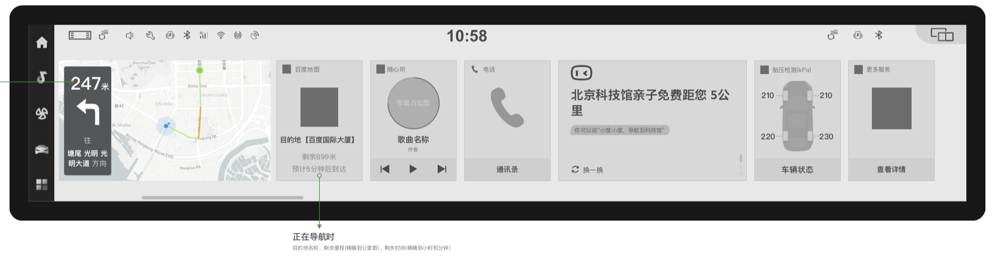 10:58
4G
247米
往
塘尾 光明 光
明大道 方向
Shenzhen Golf
Course
Binhe Blvd
HUANGGANG
XINZHOU
新村
头 Shatou
Fuqiang Rd
Beijing-Hongkong-Macao Expy
Honghua Rd
百度地图
目的地【百度国际大厦】
剩余899米
预计5分钟后到达
随心听
专辑占位图
歌曲名称
作者
电话
通讯录
北京科技馆亲子免费距您 5公
里
你可以说“小度小度，导航到科技馆”
换一换
胎压检测(kPa)
210
210
220
230
车辆状态
更多服务
查看详情
正在导航时
目的地名称、剩余里程(精确到公里数)、剩余时间(精确到小时和分钟)